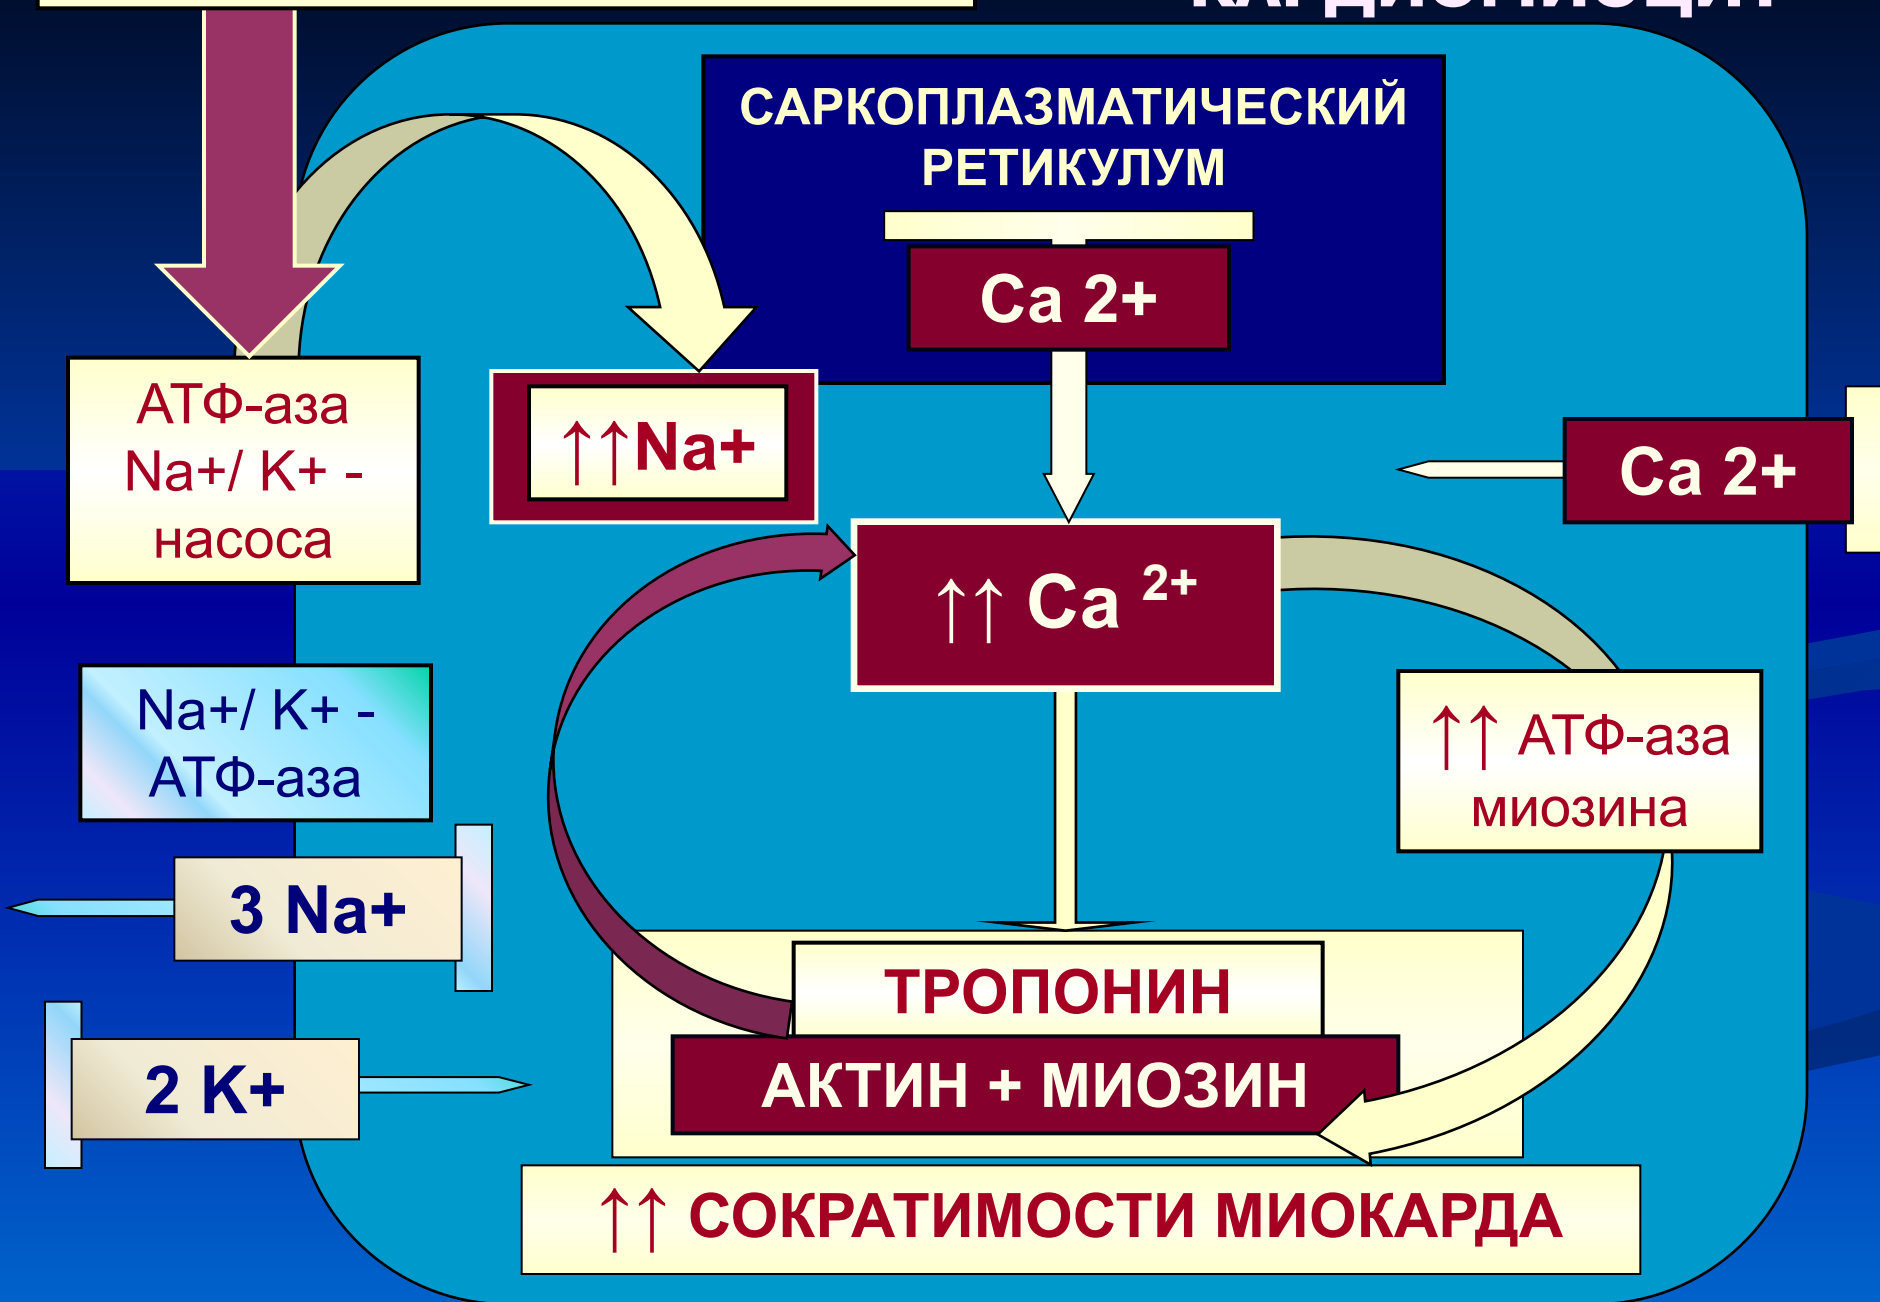 КАРДИОМИОЦИТ
САРКОПЛАЗМАТИЧЕСКИЙ
РЕТИКУЛУМ
Ca 2+
АТФ-аза
Na+/ K+ -
насоса
↑↑Na+
Ca 2+
↑↑ Ca 2+
Na+/ K+ -
АТФ-аза
↑↑ АТФ-аза
миозина
3 Na+
ТРОПОНИН
2 K+
АКТИН + МИОЗИН
↑↑ СОКРАТИМОСТИ МИОКАРДА